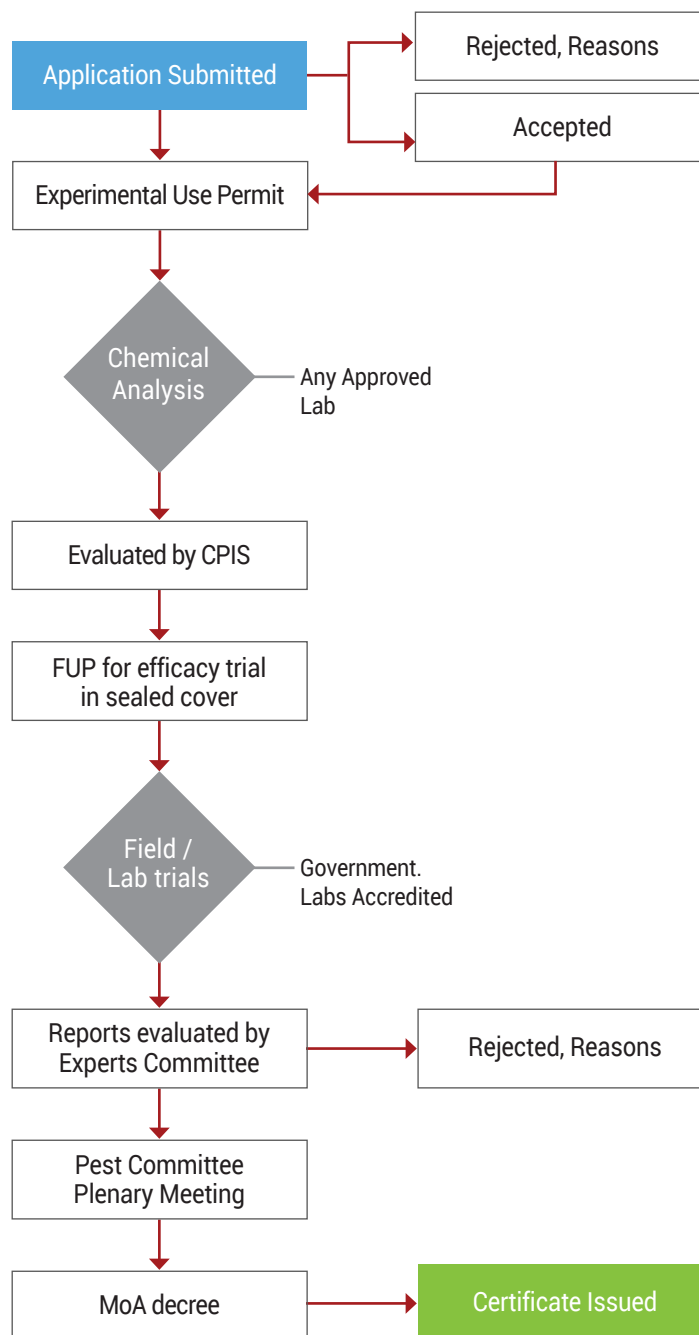 Application Submitted
Rejected, Reasons
Accepted
Experimental Use Permit
Chemical
Analysis
Any Approved
Lab
Evaluated by CPIS
FUP for efficacy trial
in sealed cover
Field /
Lab trials
Government.
Labs Accredited
Reports evaluated by
Experts Committee
Rejected, Reasons
Pest Committee
Plenary Meeting
MoA decree
Certificate Issued